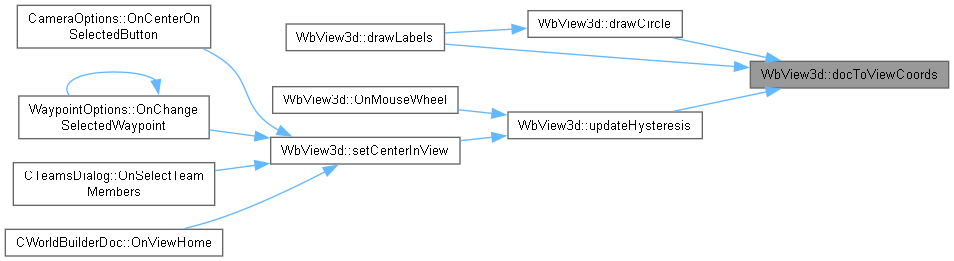 CameraOptions::OnCenterOn
SelectedButton
WaypointOptions::OnChange
SelectedWaypoint
CTeamsDialog::OnSelectTeam
Members
CWorldBuilderDoc::OnViewHome
WbView3d::drawLabels
WbView3d::OnMouseWheel
WbView3d::setCenterInView
WbView3d::drawCircle
WbView3d::updateHysteresis
WbView3d::docToViewCoords